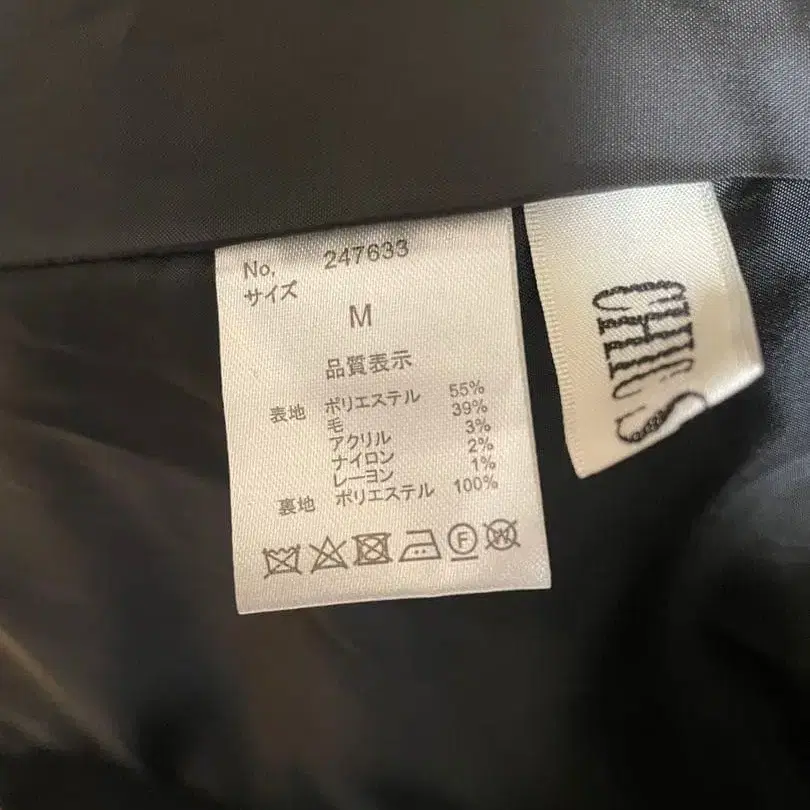 No. 247633
サイズ
M
品質表示
表地 ポリエステル 55%
毛 39%
アクリル 3%
ナイロン 2%
レーヨン 1%
裏地 ポリエステル 100%
F
W